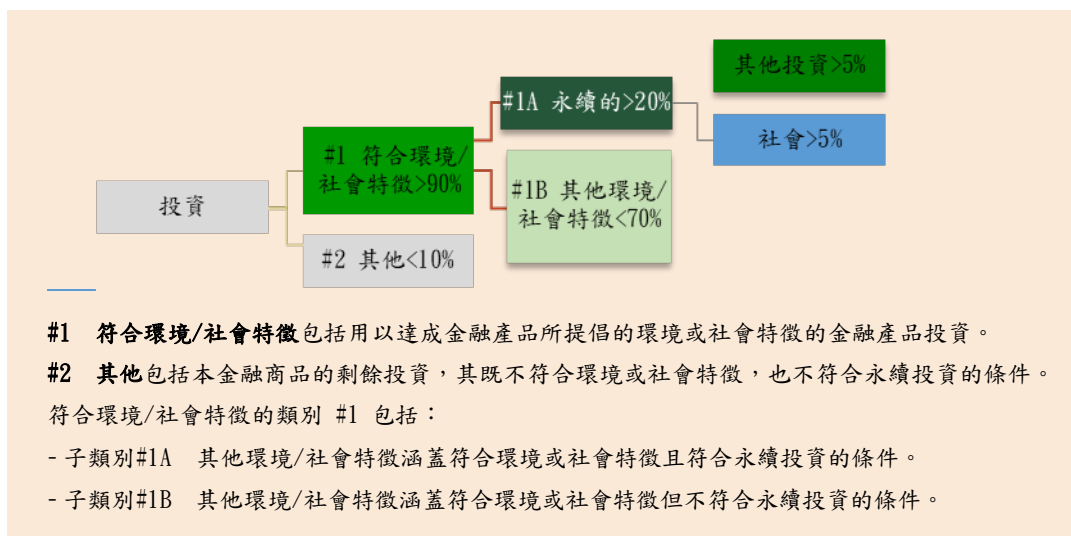 其他投資>5%
#1A 永續的>20%
社會>5%
#1 符合環境/
社會特徵>90%
#1B 其他環境/
社會特徵<70%
投資
#2 其他<10%
#1 符合環境/社會特徵包括用以達成金融產品所提倡的環境或社會特徵的金融產品投資。
#2 其他包括本金融商品的剩餘投資，其既不符合環境或社會特徵，也不符合永續投資的條件。
符合環境/社會特徵的類別 #1 包括：
- 子類別#1A 其他環境/社會特徵涵蓋符合環境或社會特徵且符合永續投資的條件。
- 子類別#1B 其他環境/社會特徵涵蓋符合環境或社會特徵但不符合永續投資的條件。